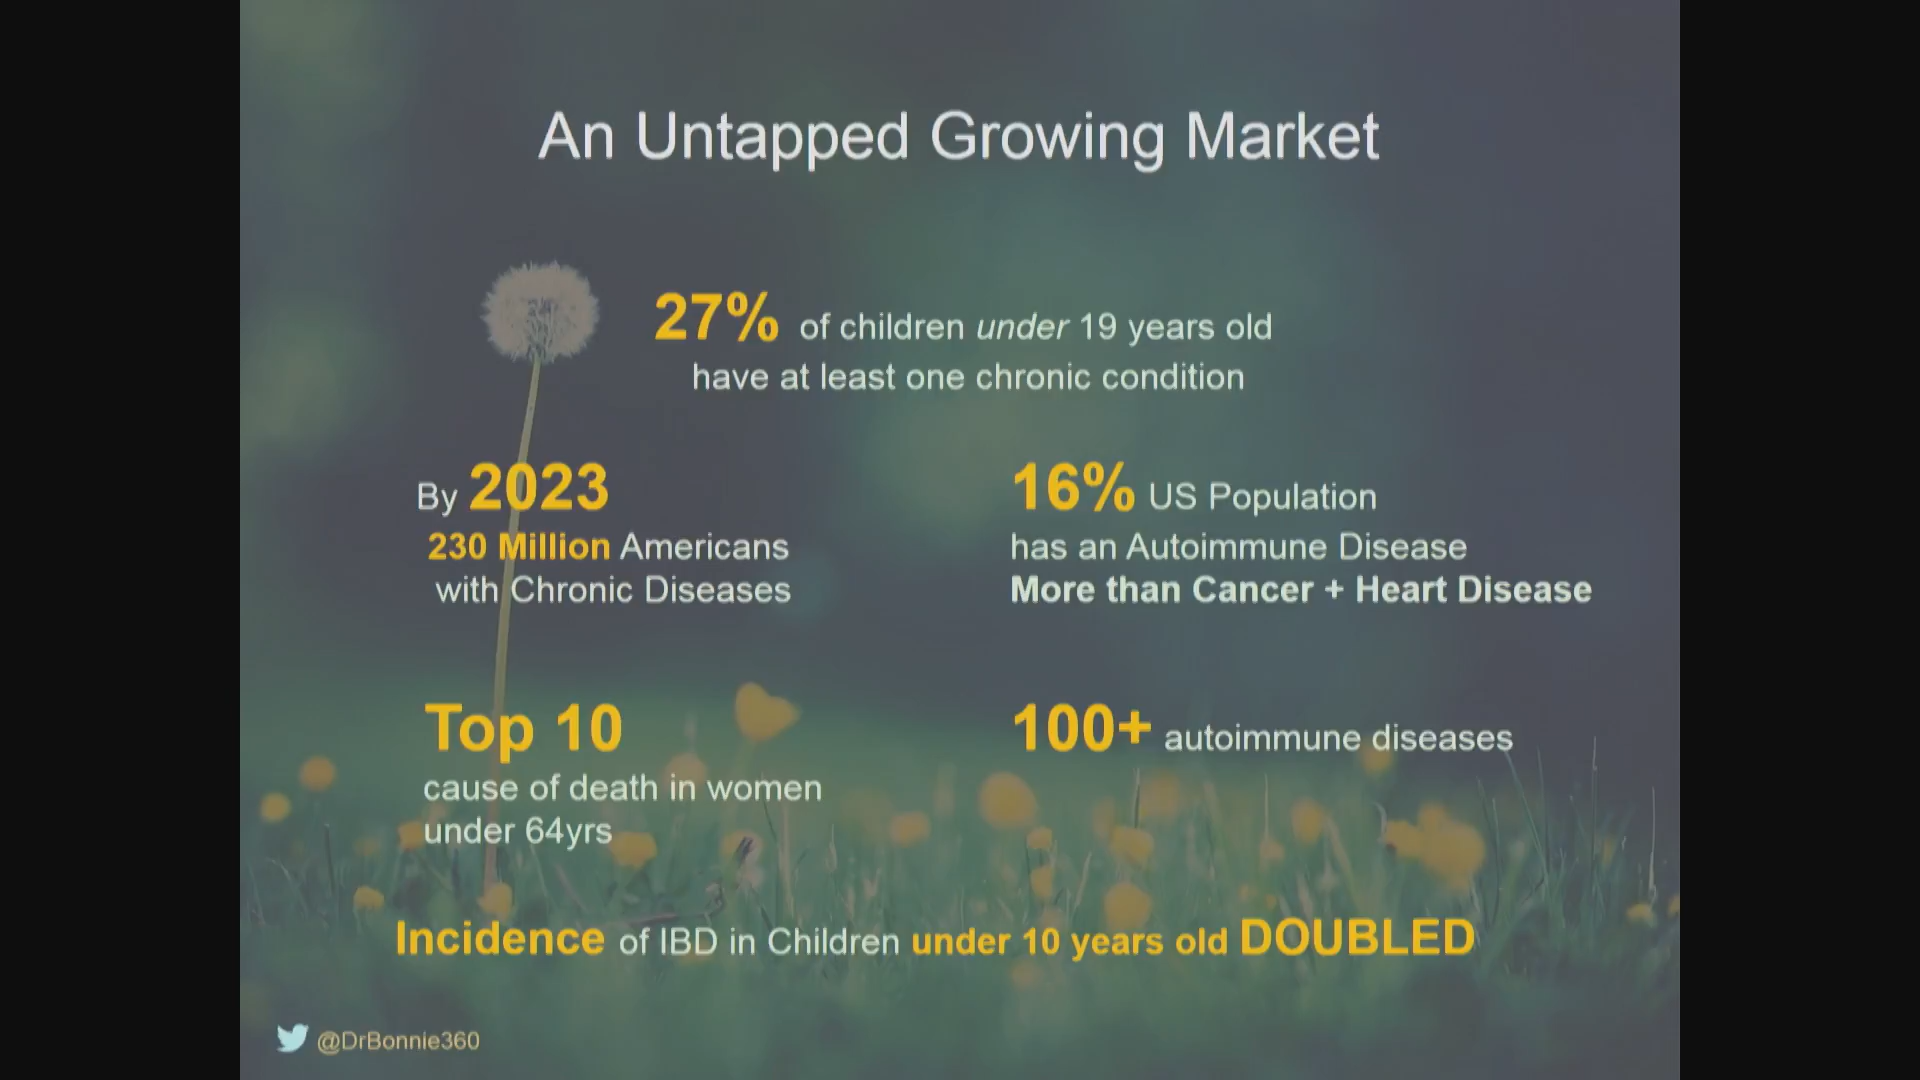 An Untapped Growing Market
27% of children under 19 years old
have at least one chronic condition
By 2023
230 Million Americans
with Chronic Diseases
16% US Population
has an Autoimmune Disease
More than Cancer + Heart Disease
Top 10
cause of death in women
under 64yrs
100+ autoimmune diseases
Incidence of IBD in Children under 10 years old DOUBLED
@DrBonnie360